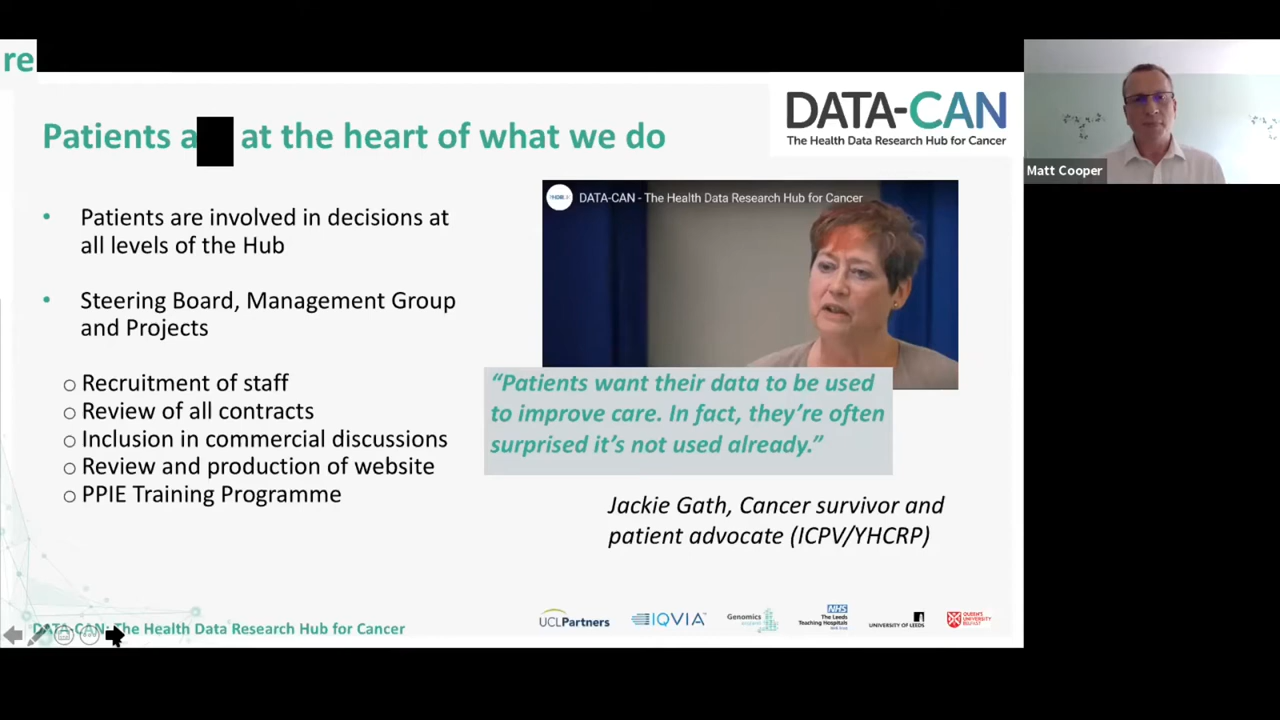 re
Patients a at the heart of what we do
DATA-CAN
The Health Data Research Hub for Cancer
Matt Cooper
• Patients are involved in decisions at
all levels of the Hub
• Steering Board, Management Group
and Projects
○ Recruitment of staff
○ Review of all contracts
○ Inclusion in commercial discussions
○ Review and production of website
○ PPIE Training Programme
DATA-CAN - The Health Data Research Hub for Cancer
“Patients want their data to be used
to improve care. In fact, they’re often
surprised it’s not used already.”
Jackie Gath, Cancer survivor and
patient advocate (ICPV/YHCRP)
DATA-CAN: The Health Data Research Hub for Cancer
UCLPartners
IQVIA
Genomics
NHS
The Leeds
Teaching Hospitals
UNIVERSITY OF LEEDS
QUEEN'S
UNIVERSITY
BELFAST